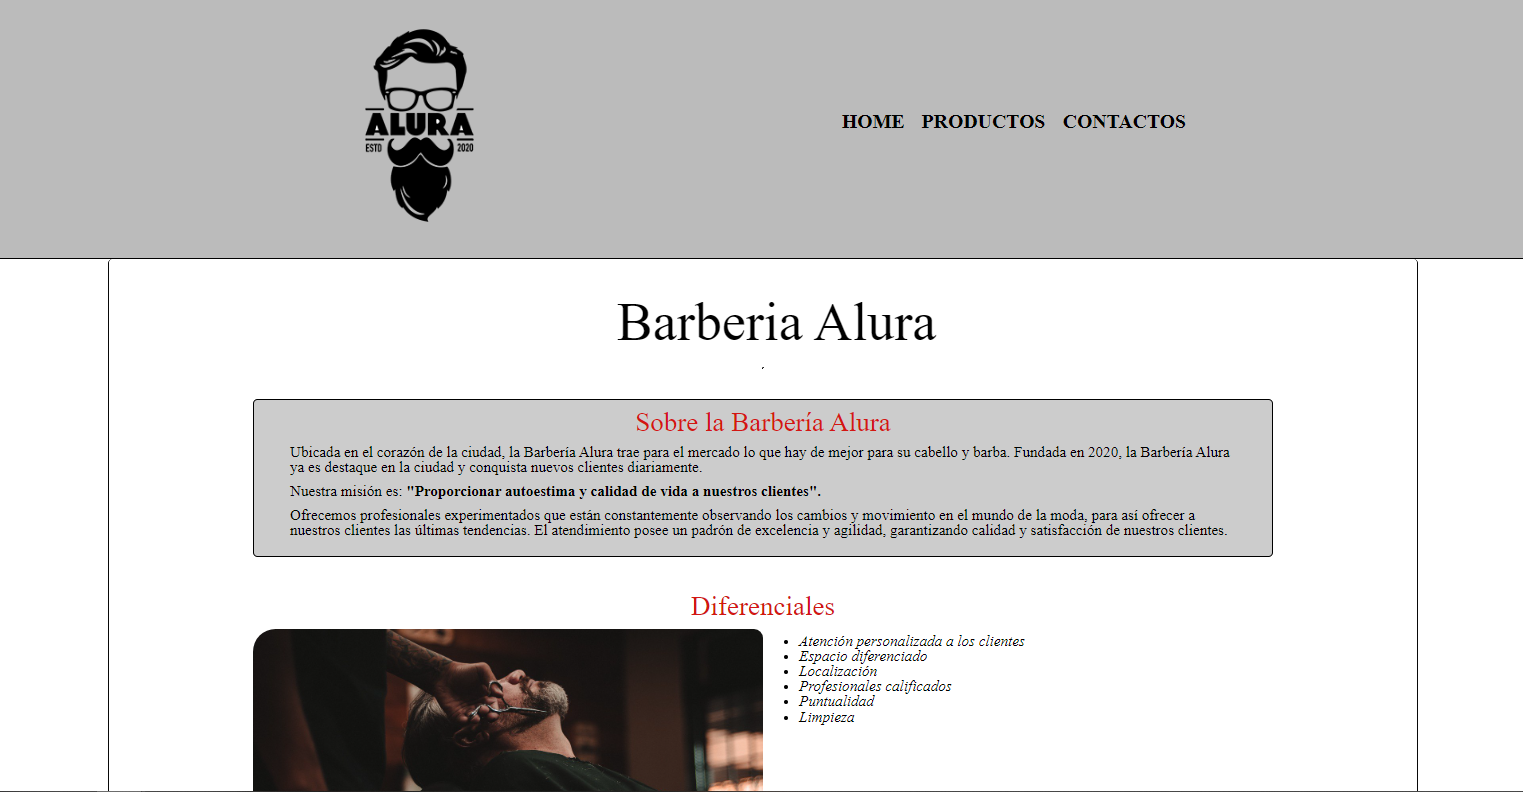 ALURA
ESTD 2020
HOME PRODUCTOS CONTACTOS
Barberia Alura
Sobre la Barbería Alura
Ubicada en el corazón de la ciudad, la Barbería Alura trae para el mercado lo que hay de mejor para su cabello y barba. Fundada en 2020, la Barbería Alura
ya es destaque en la ciudad y conquista nuevos clientes diariamente.
Nuestra misión es: "Proporcionar autoestima y calidad de vida a nuestros clientes".
Ofrecemos profesionales experimentados que están constantemente observando los cambios y movimiento en el mundo de la moda, para así ofrecer a
nuestros clientes las últimas tendencias. El atendimiento posee un padrón de excelencia y agilidad, garantizando calidad y satisfacción de nuestros clientes.
Diferenciales
Atención personalizada a los clientes
Espacio diferenciado
Localización
Profesionales calificados
Puntualidad
Limpieza